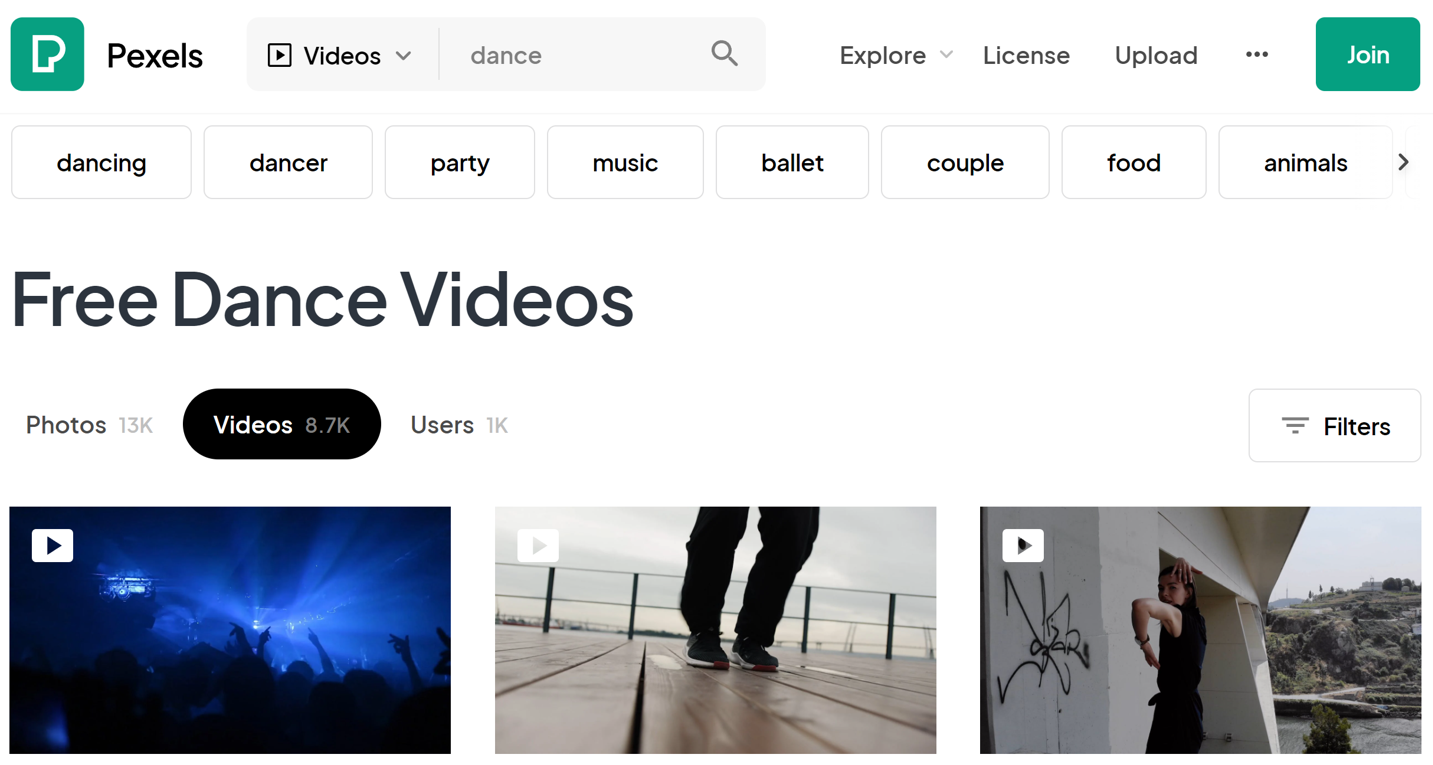 Pexels Videos dance Explore License Upload ••• Join
dancing dancer party music ballet couple food animals
Free Dance Videos
Photos 13K Videos 8.7K Users 1K Filters